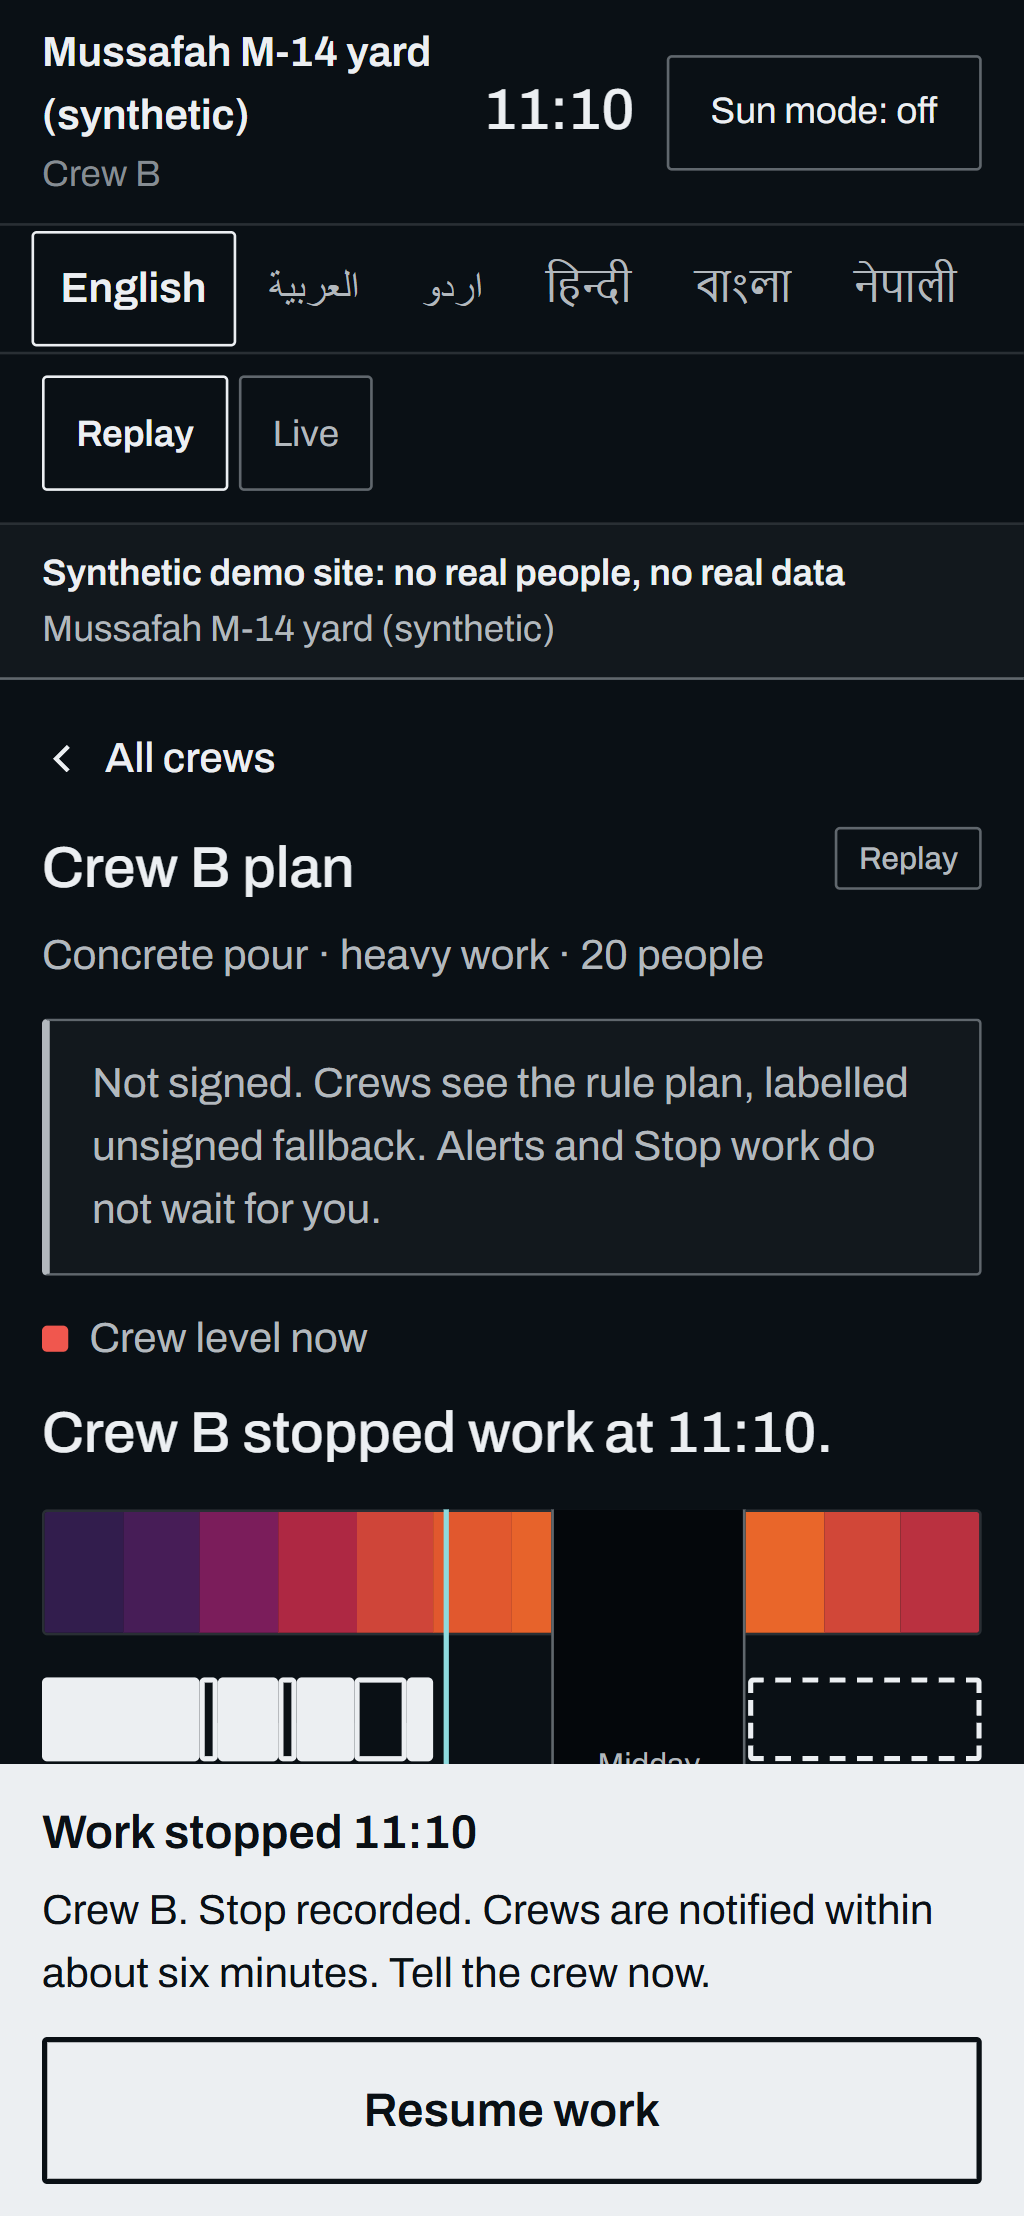 Mussafah M-14 yard
(synthetic)
Crew B
11:10
Sun mode: off
English
العربية
اردو
हिन्दी
বাংলা
नेपाली
Replay
Live
Synthetic demo site: no real people, no real data
Mussafah M-14 yard (synthetic)
All crews
Crew B plan
Replay
Concrete pour · heavy work · 20 people
Not signed. Crews see the rule plan, labelled
unsigned fallback. Alerts and Stop work do
not wait for you.
Crew level now
Crew B stopped work at 11:10.
Midday
Work stopped 11:10
Crew B. Stop recorded. Crews are notified within
about six minutes. Tell the crew now.
Resume work